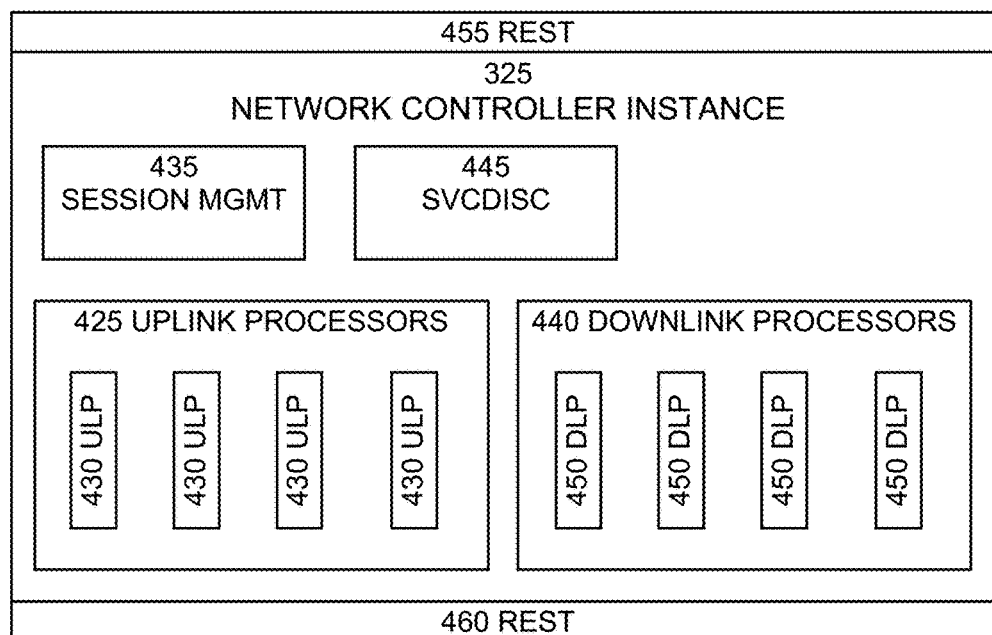 455 REST
325
NETWORK CONTROLLER INSTANCE
435
SESSION MGMT
445
SVCDISC
425 UPLINK PROCESSORS
430 ULP
430 ULP
430 ULP
430 ULP
440 DOWNLINK PROCESSORS
450 DLP
450 DLP
450 DLP
450 DLP
460 REST